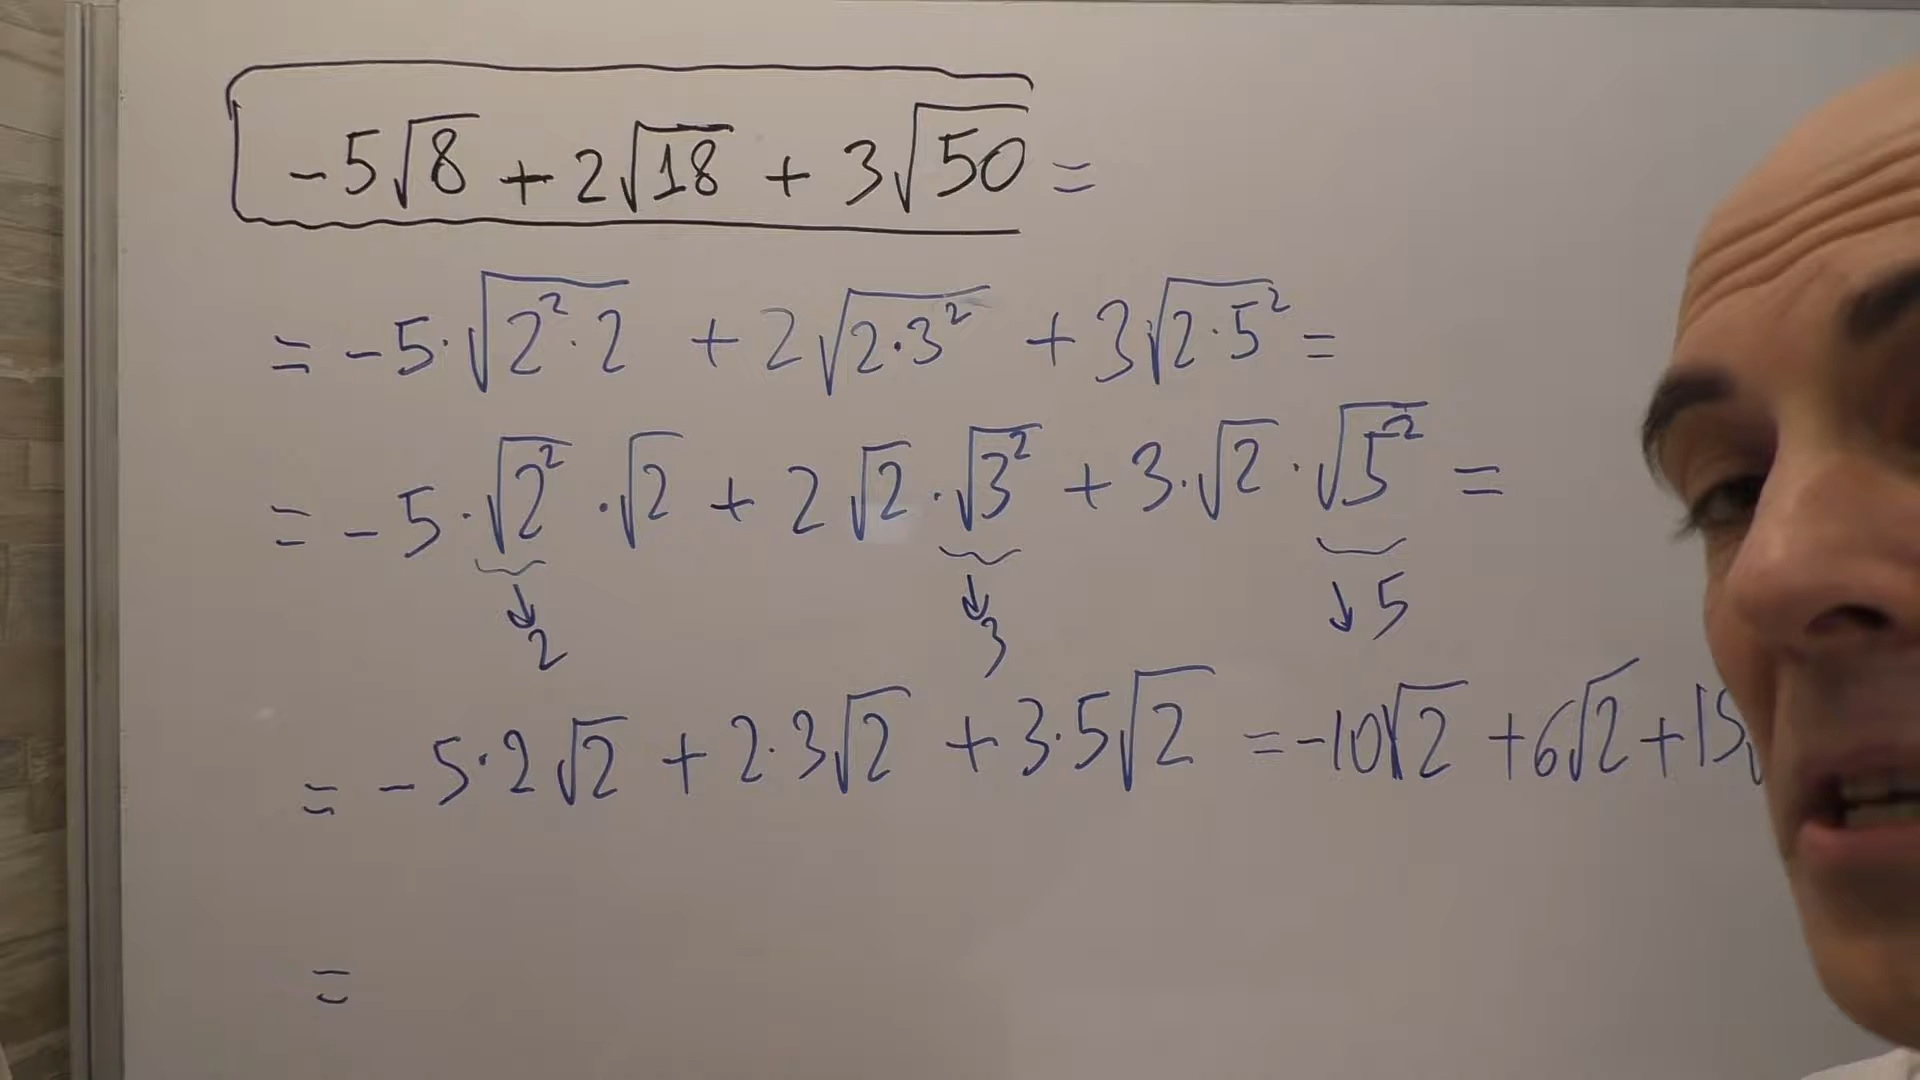 -5√8 + 2√18 + 3√50 =
= -5·√(2²·2) + 2√(2·3²) + 3√(2·5²) =
= -5·√2²·√2 + 2√2·√3² + 3·√2·√5² =
↓2 ↓3 ↓5
= -5·2√2 + 2·3√2 + 3·5√2 = -10√2 + 6√2 + 15√
=